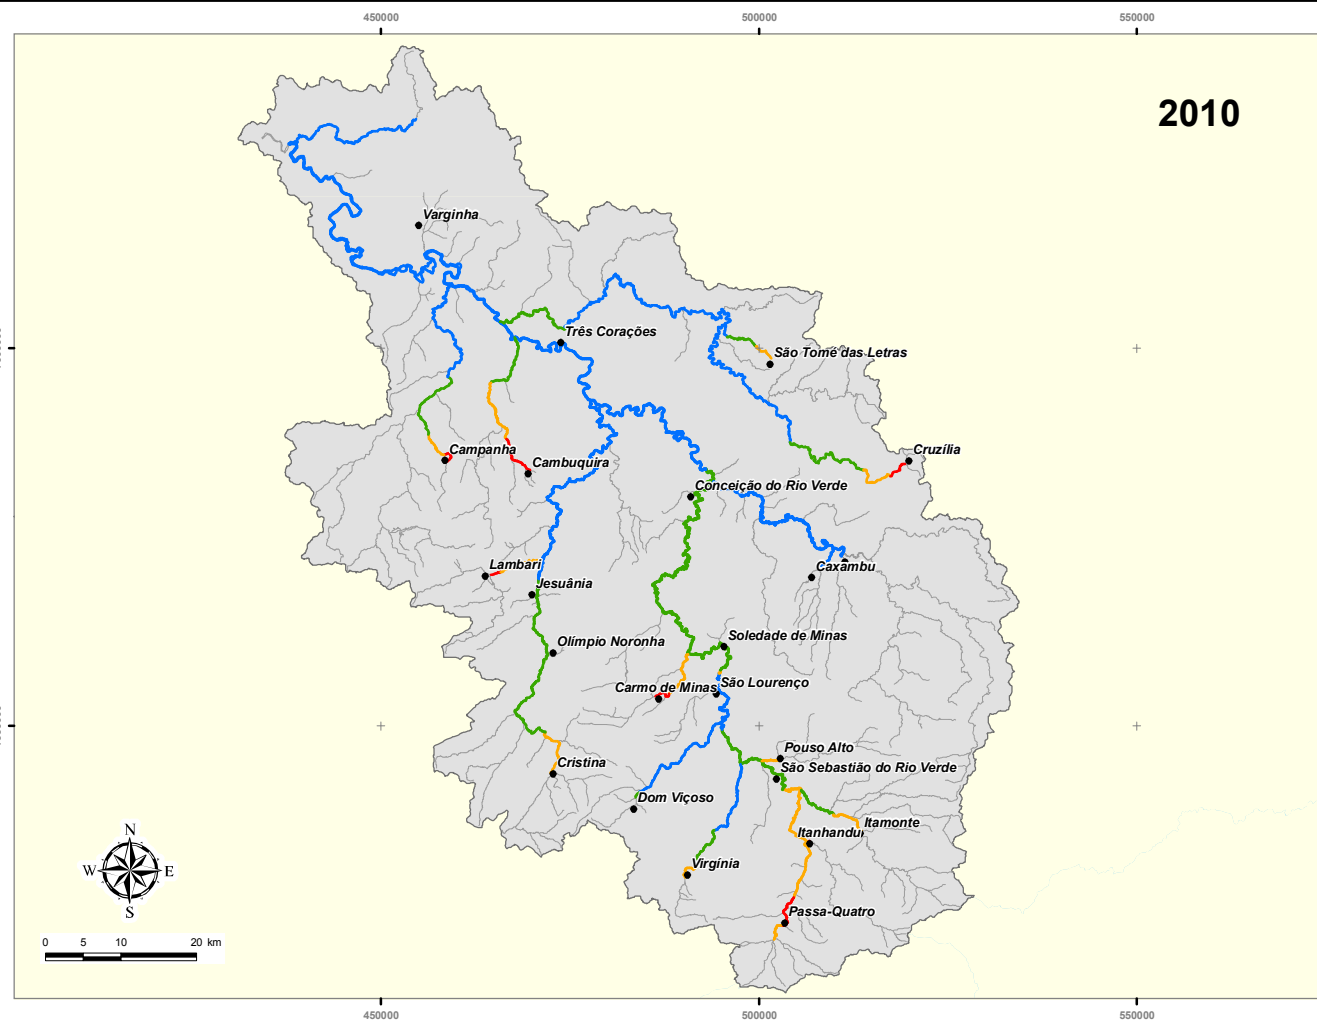 450000
500000
550000
2010
Varginha
Três Corações
São Tomé das Letras
Campanha
Cambuquira
Cruzília
Conceição do Rio Verde
Lambari
Caxambu
Jesuânia
Olímpio Noronha
Soledade de Minas
Carmo de Minas
São Lourenço
Pouso Alto
Cristina
São Sebastião do Rio Verde
Dom Viçoso
Itamonte
Itanhandu
Virgínia
Passa-Quatro
N
W
E
S
0 5 10 20 km
450000
500000
550000